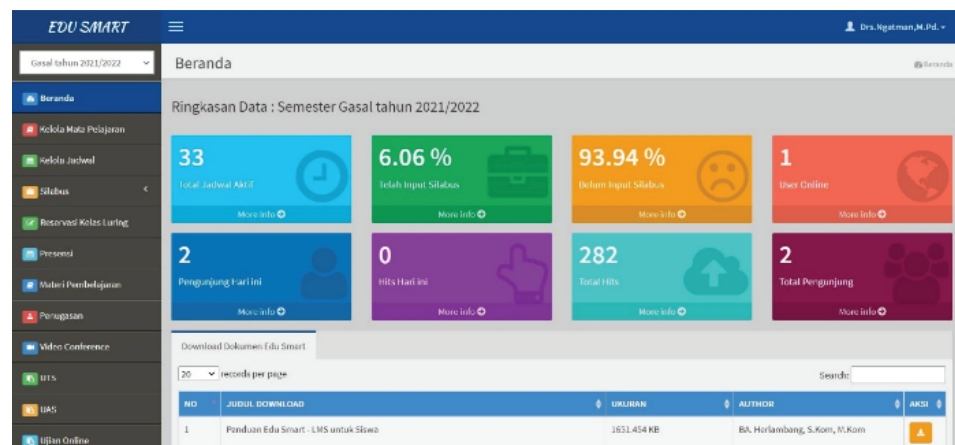 EDU SMART
Drs.Ngatman,M.Pd.
Gasal tahun 2021/2022
Beranda
Beranda
Beranda
Ringkasan Data : Semester Gasal tahun 2021/2022
Kelola Mata Pelajaran
Kelola Jadwal
Silabus
Reservasi Kelas Luring
Presensi
Materi Pembelajaran
Penugasan
Video Conference
UTS
UAS
Ujian Online
33
Total Jadwal Aktif
More info
6.06 %
Telah Input Silabus
More info
93.94 %
Belum Input Silabus
More info
1
User Online
More info
2
Pengunjung Hari ini
More info
0
Hits Hari ini
More info
282
Total Hits
More info
2
Total Pengunjung
More info
Download Dokumen Edu Smart
20 records per page
Search:
NO JUDUL DOWNLOAD UKURAN AUTHOR AKSI
1 Panduan Edu Smart - LMS untuk Siswa 1651.454 KB BA. Herlambang, S.Kom, M.Kom